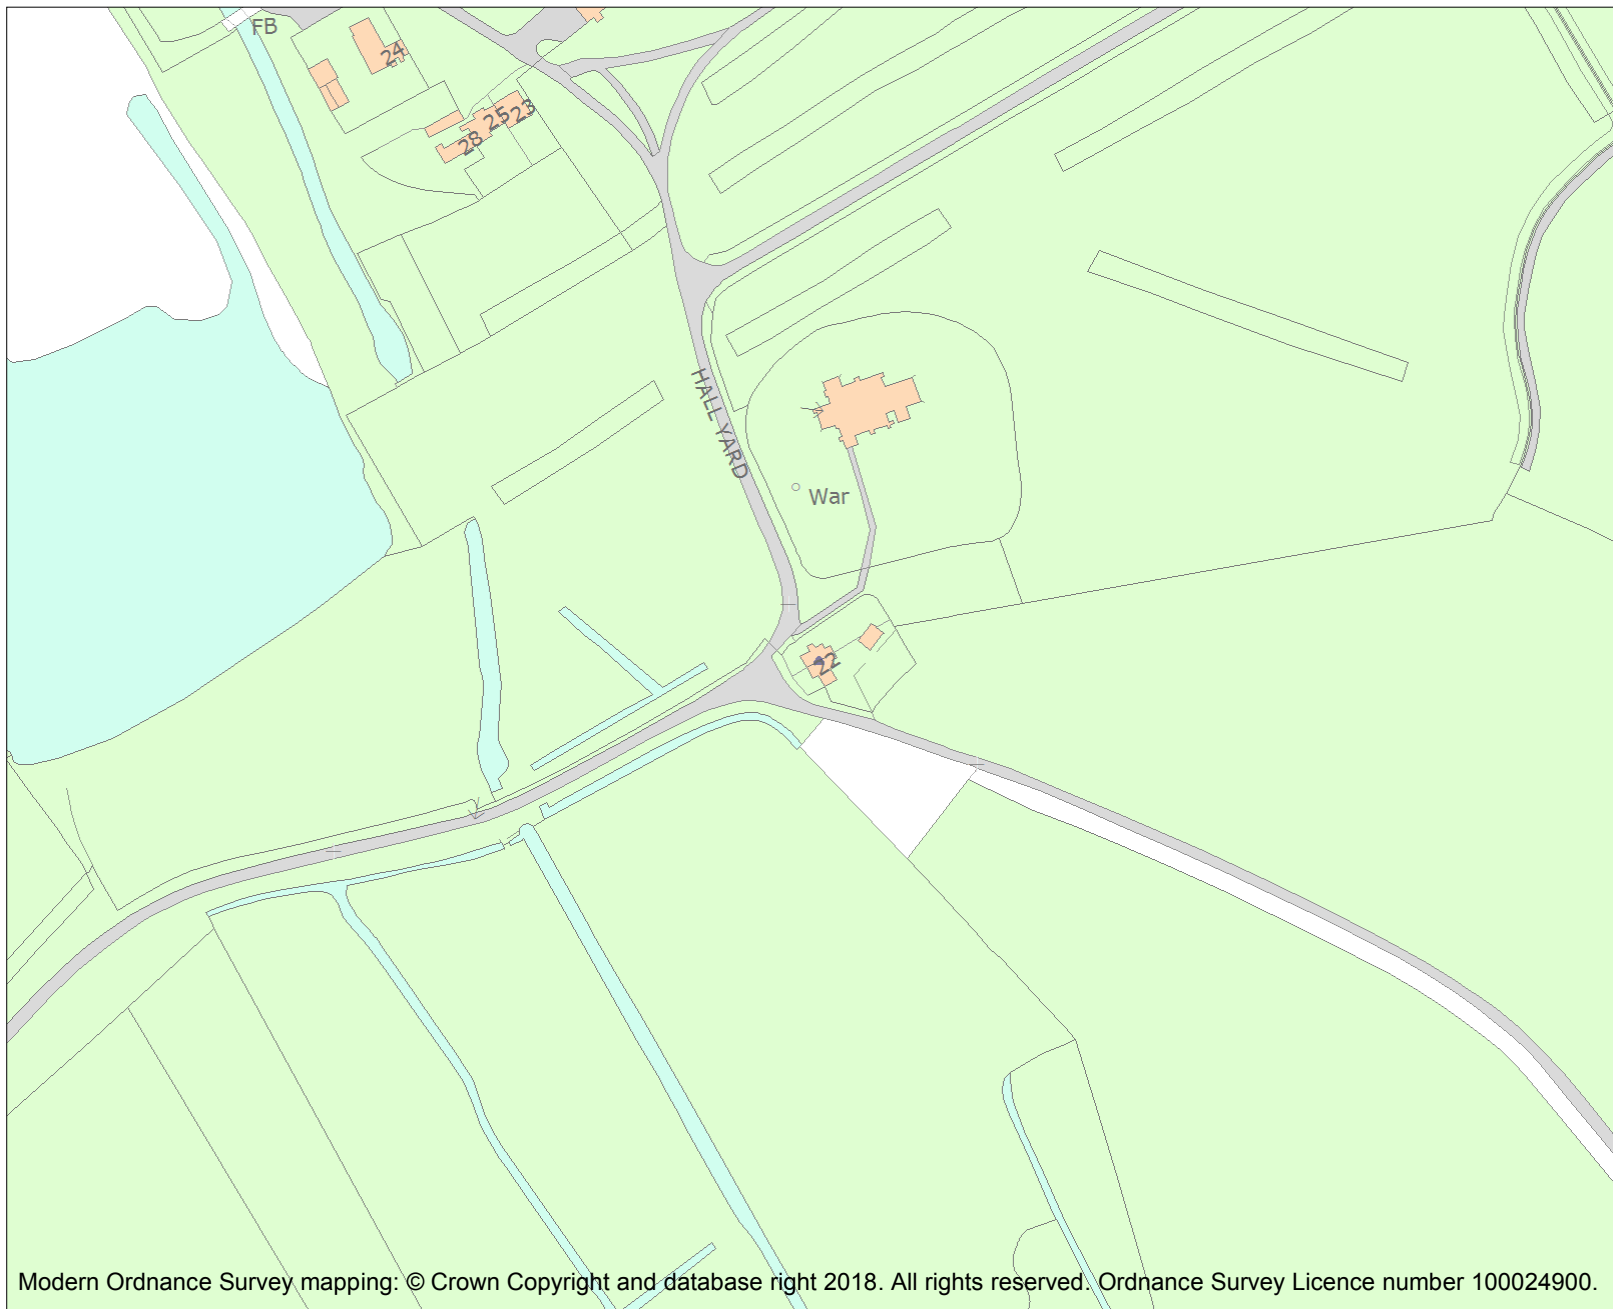 FB
24
25
23
28
HALL YARD
War
22
Modern Ordnance Survey mapping: © Crown Copyright and database right 2018. All rights reserved. Ordnance Survey Licence number 100024900.